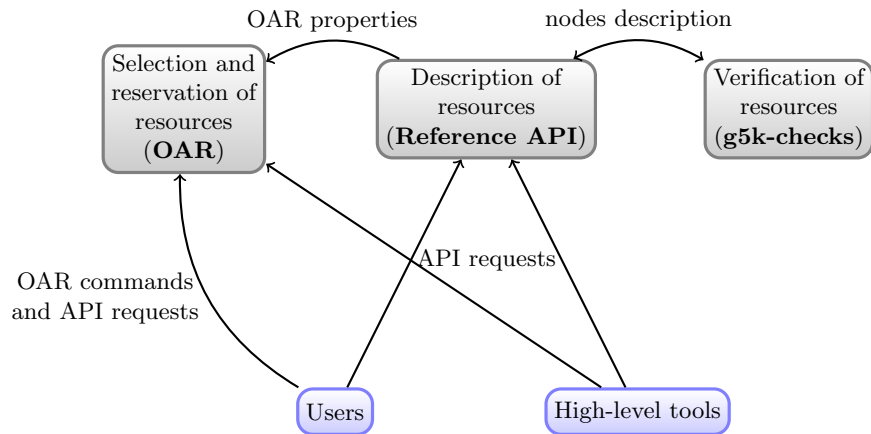 OAR properties
nodes description
Selection and
reservation of
resources
(OAR)
Description of
resources
(Reference API)
Verification of
resources
(g5k-checks)
API requests
OAR commands
and API requests
Users
High-level tools